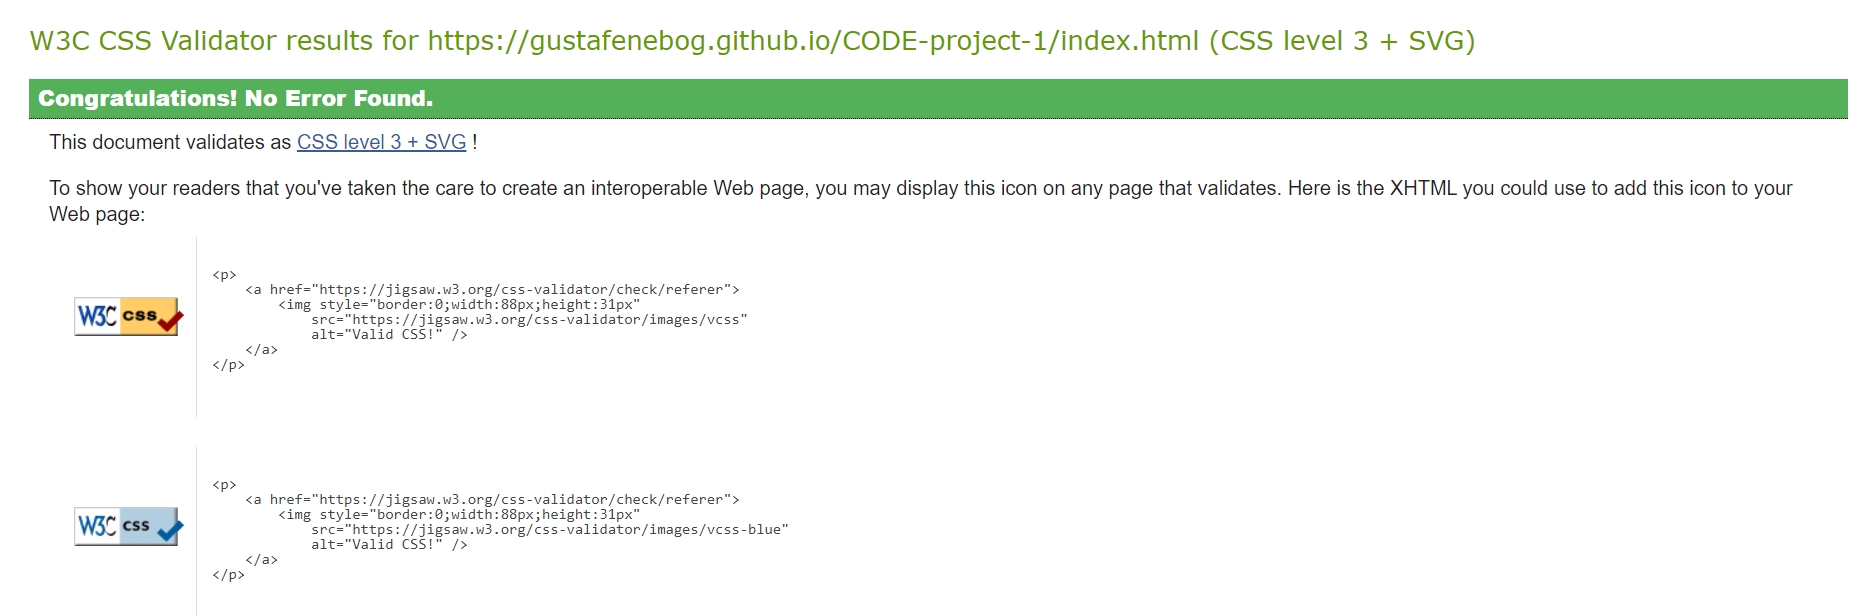 W3C CSS Validator results for https://gustafenebog.github.io/CODE-project-1/index.html (CSS level 3 + SVG)
Congratulations! No Error Found.
This document validates as CSS level 3 + SVG !
To show your readers that you've taken the care to create an interoperable Web page, you may display this icon on any page that validates. Here is the XHTML you could use to add this icon to your
Web page:
<p>
    <a href="https://jigsaw.w3.org/css-validator/check/referer">
        <img style="border:0;width:88px;height:31px"
W3C css
            src="https://jigsaw.w3.org/css-validator/images/vcss"
            alt="Valid CSS!" />
    </a>
</p>
<p>
    <a href="https://jigsaw.w3.org/css-validator/check/referer">
        <img style="border:0;width:88px;height:31px"
W3C css
            src="https://jigsaw.w3.org/css-validator/images/vcss-blue"
            alt="Valid CSS!" />
    </a>
</p>